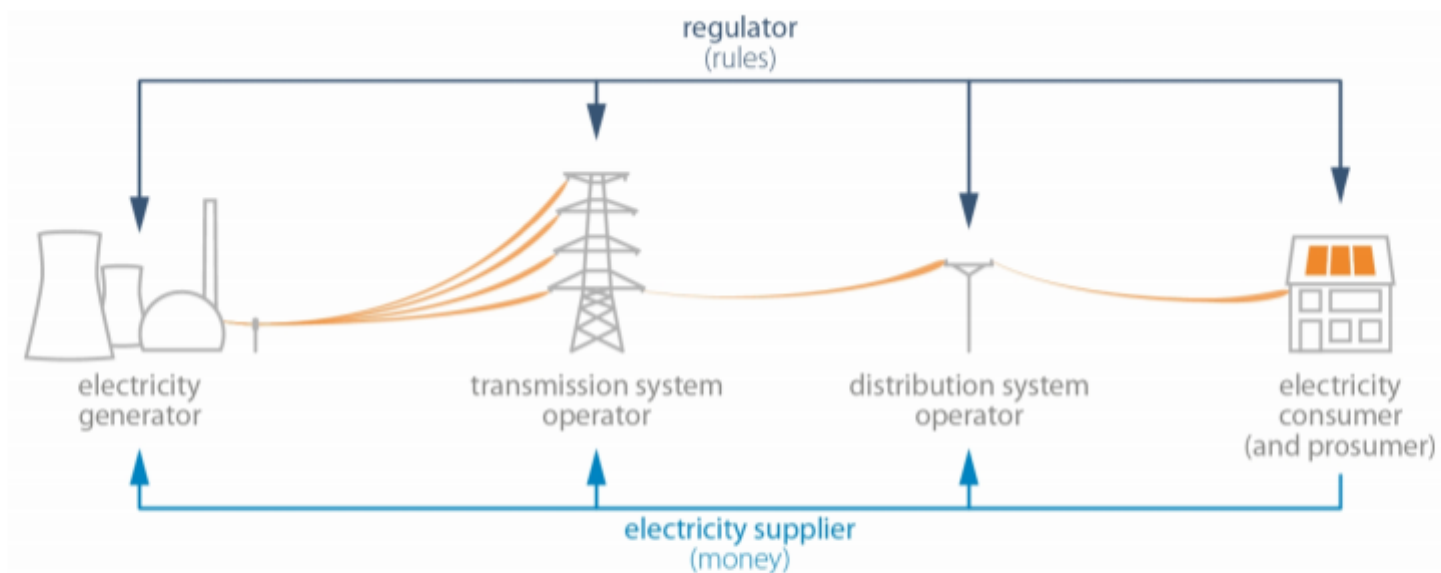 regulator
(rules)
electricity
generator
transmission system
operator
distribution system
operator
electricity
consumer
(and prosumer)
electricity supplier
(money)